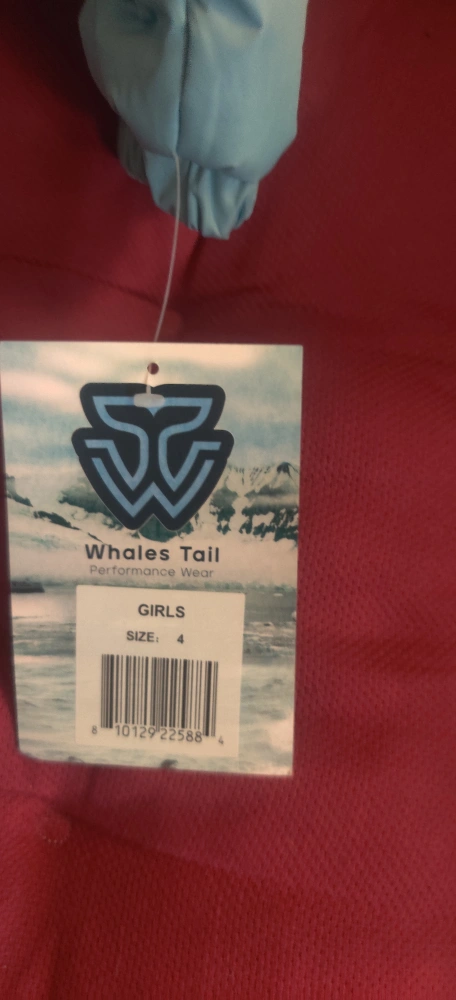 Whales Tail
Performance Wear
GIRLS
SIZE: 4
8 10129 22588 4